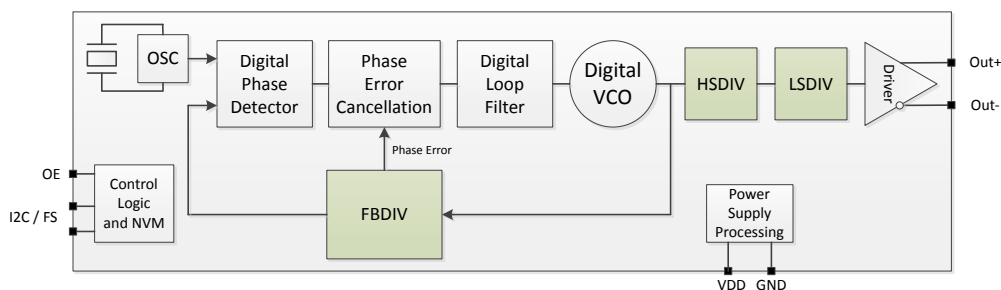 OSC
Digital
Phase
Detector
Phase
Error
Cancellation
Digital
Loop
Filter
Digital
VCO
HSDIV
LSDIV
Driver
Out+
Out-
Phase Error
FBDIV
OE
I2C / FS
Control
Logic
and NVM
Power
Supply
Processing
VDD
GND